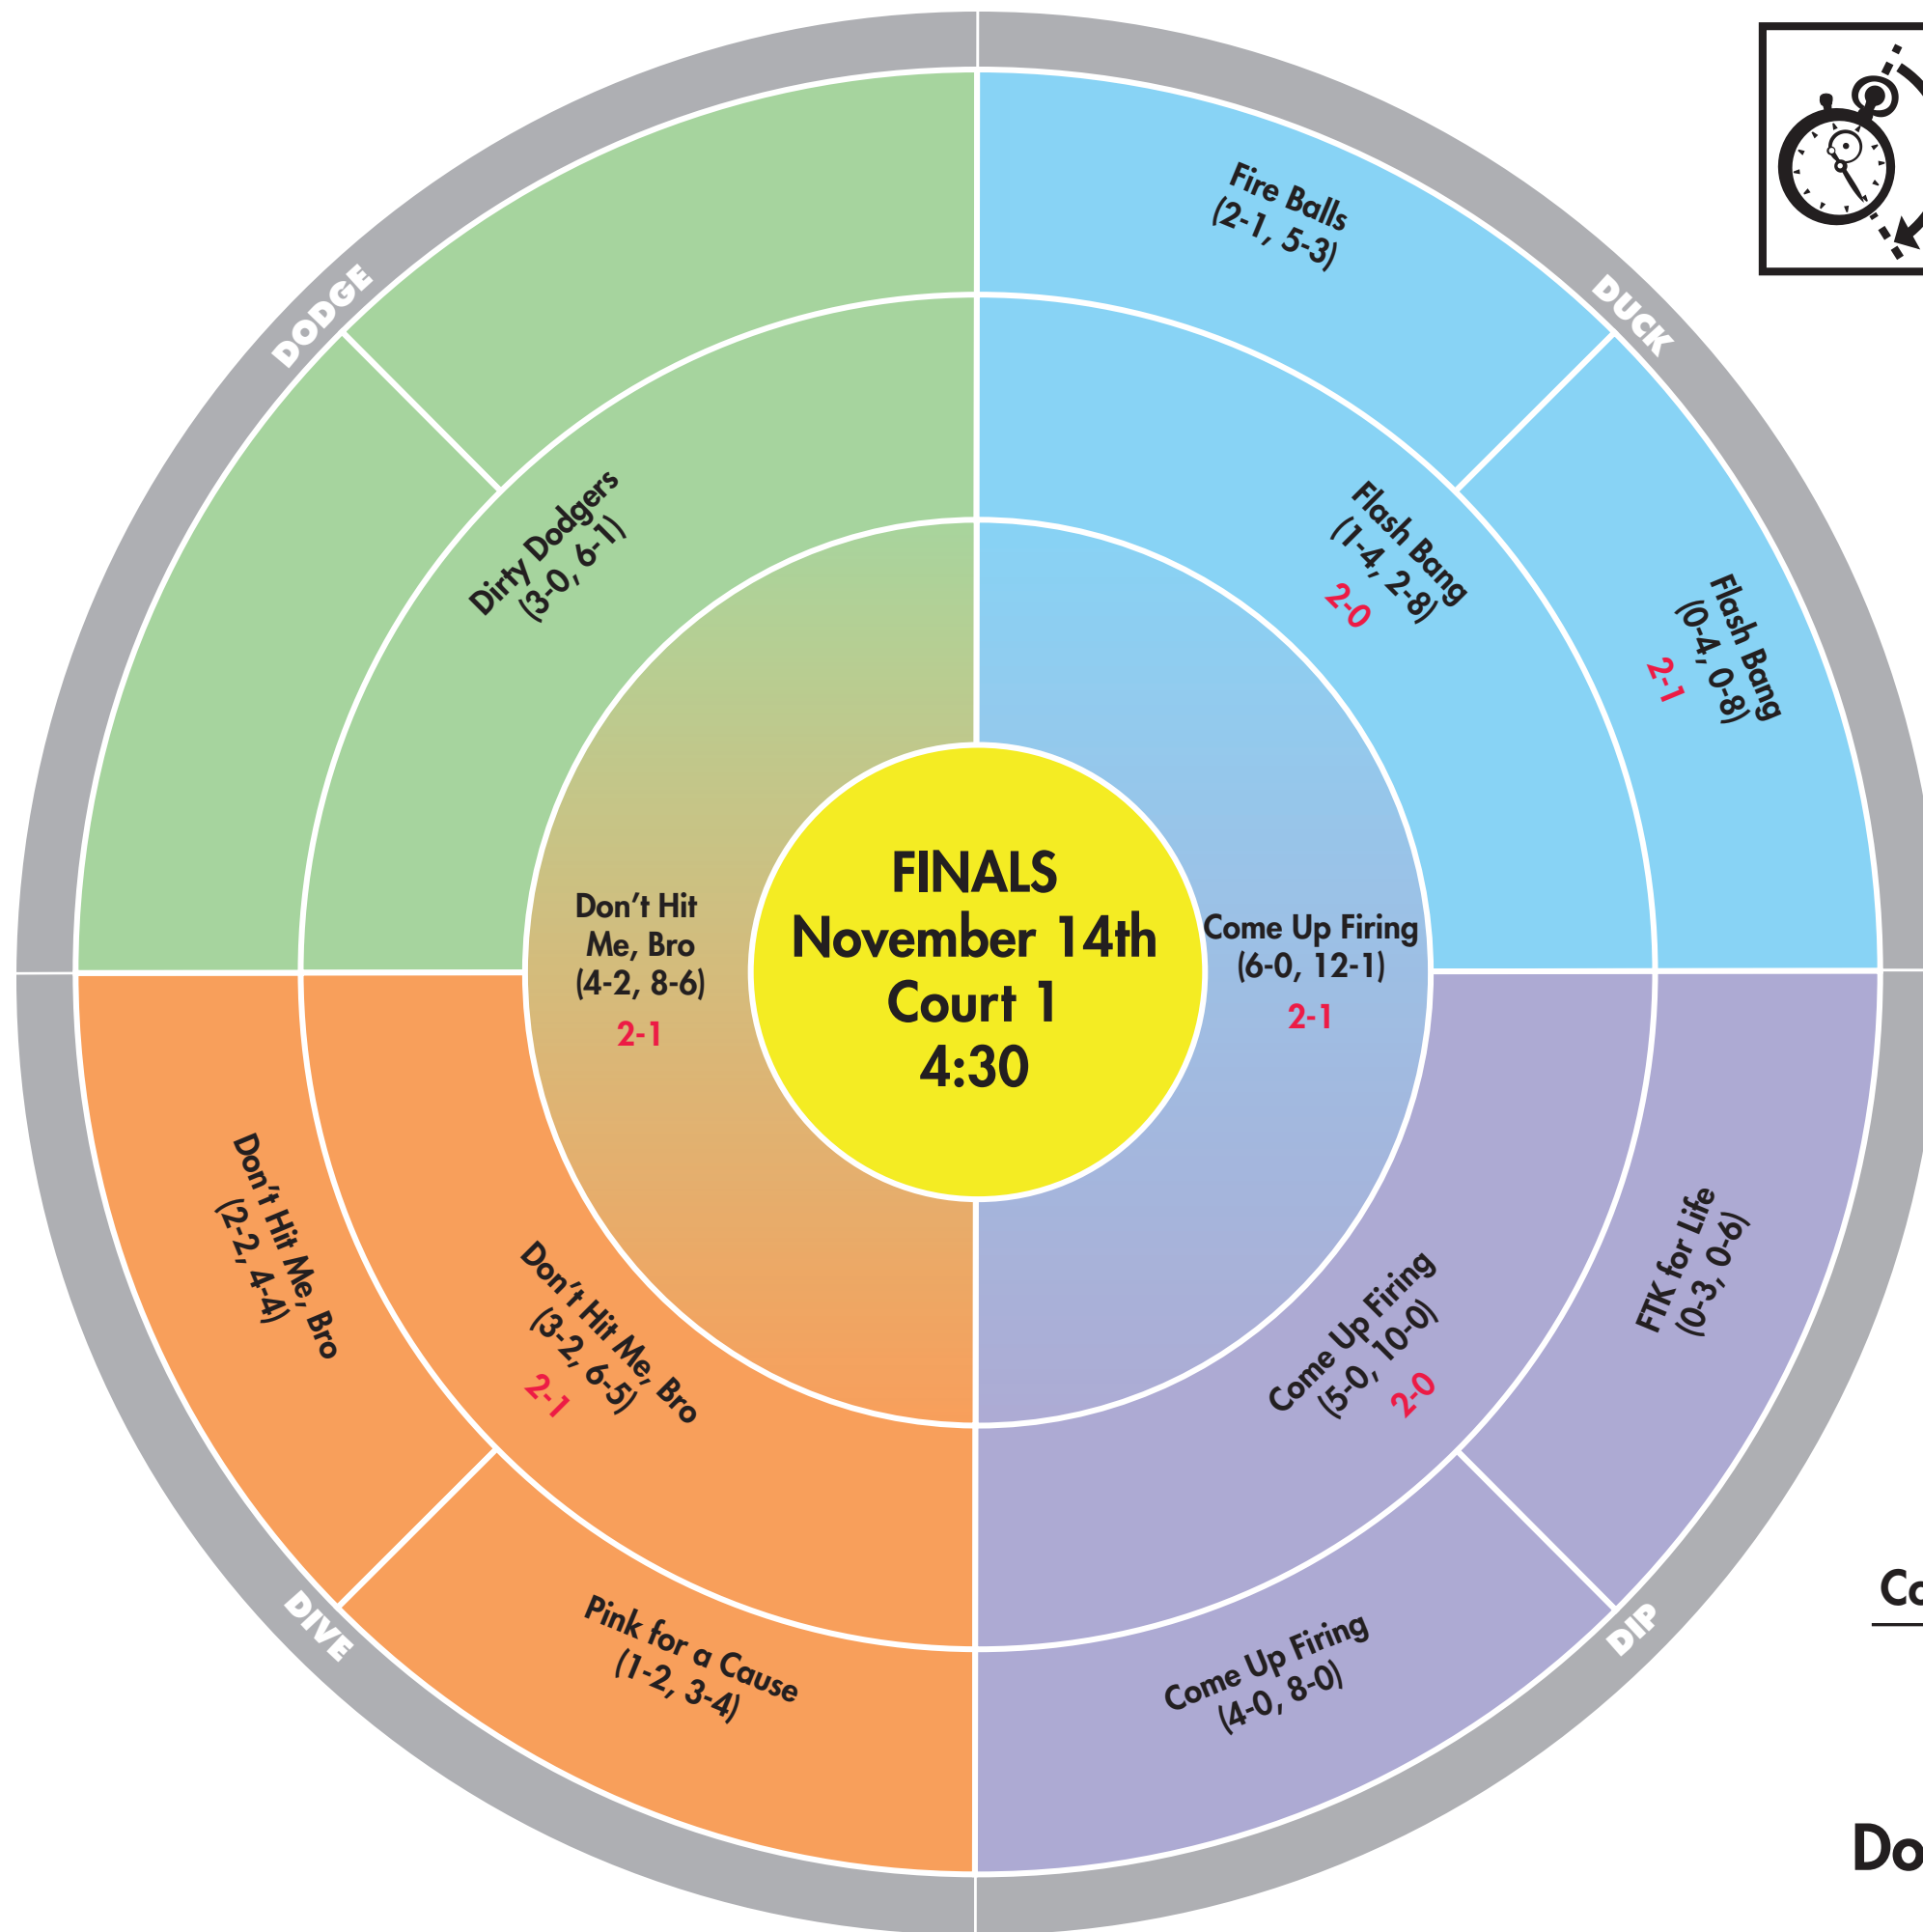 DODGE
DUCK
Fire Balls
(2-1, 5-3)
Flash Bang
(0-4, 0-8)
2-1
Dirty Dodgers
(3-0, 6-1)
Flash Bang
(1-4, 2-8)
2-0
Don't Hit
Me, Bro
(4-2, 8-6)
2-1
FINALS
November 14th
Court 1
4:30
Come Up Firing
(6-0, 12-1)
2-1
Don't Hit Me, Bro
(2-2, 4-4)
Don't Hit Me, Bro
(3-2, 6-5)
2-1
Come Up Firing
(5-0, 10-0)
2-0
FTK for Life
(0-3, 0-6)
Pink for a Cause
(1-2, 3-4)
Come Up Firing
(4-0, 8-0)
DIVE
DIIP
Co
Do